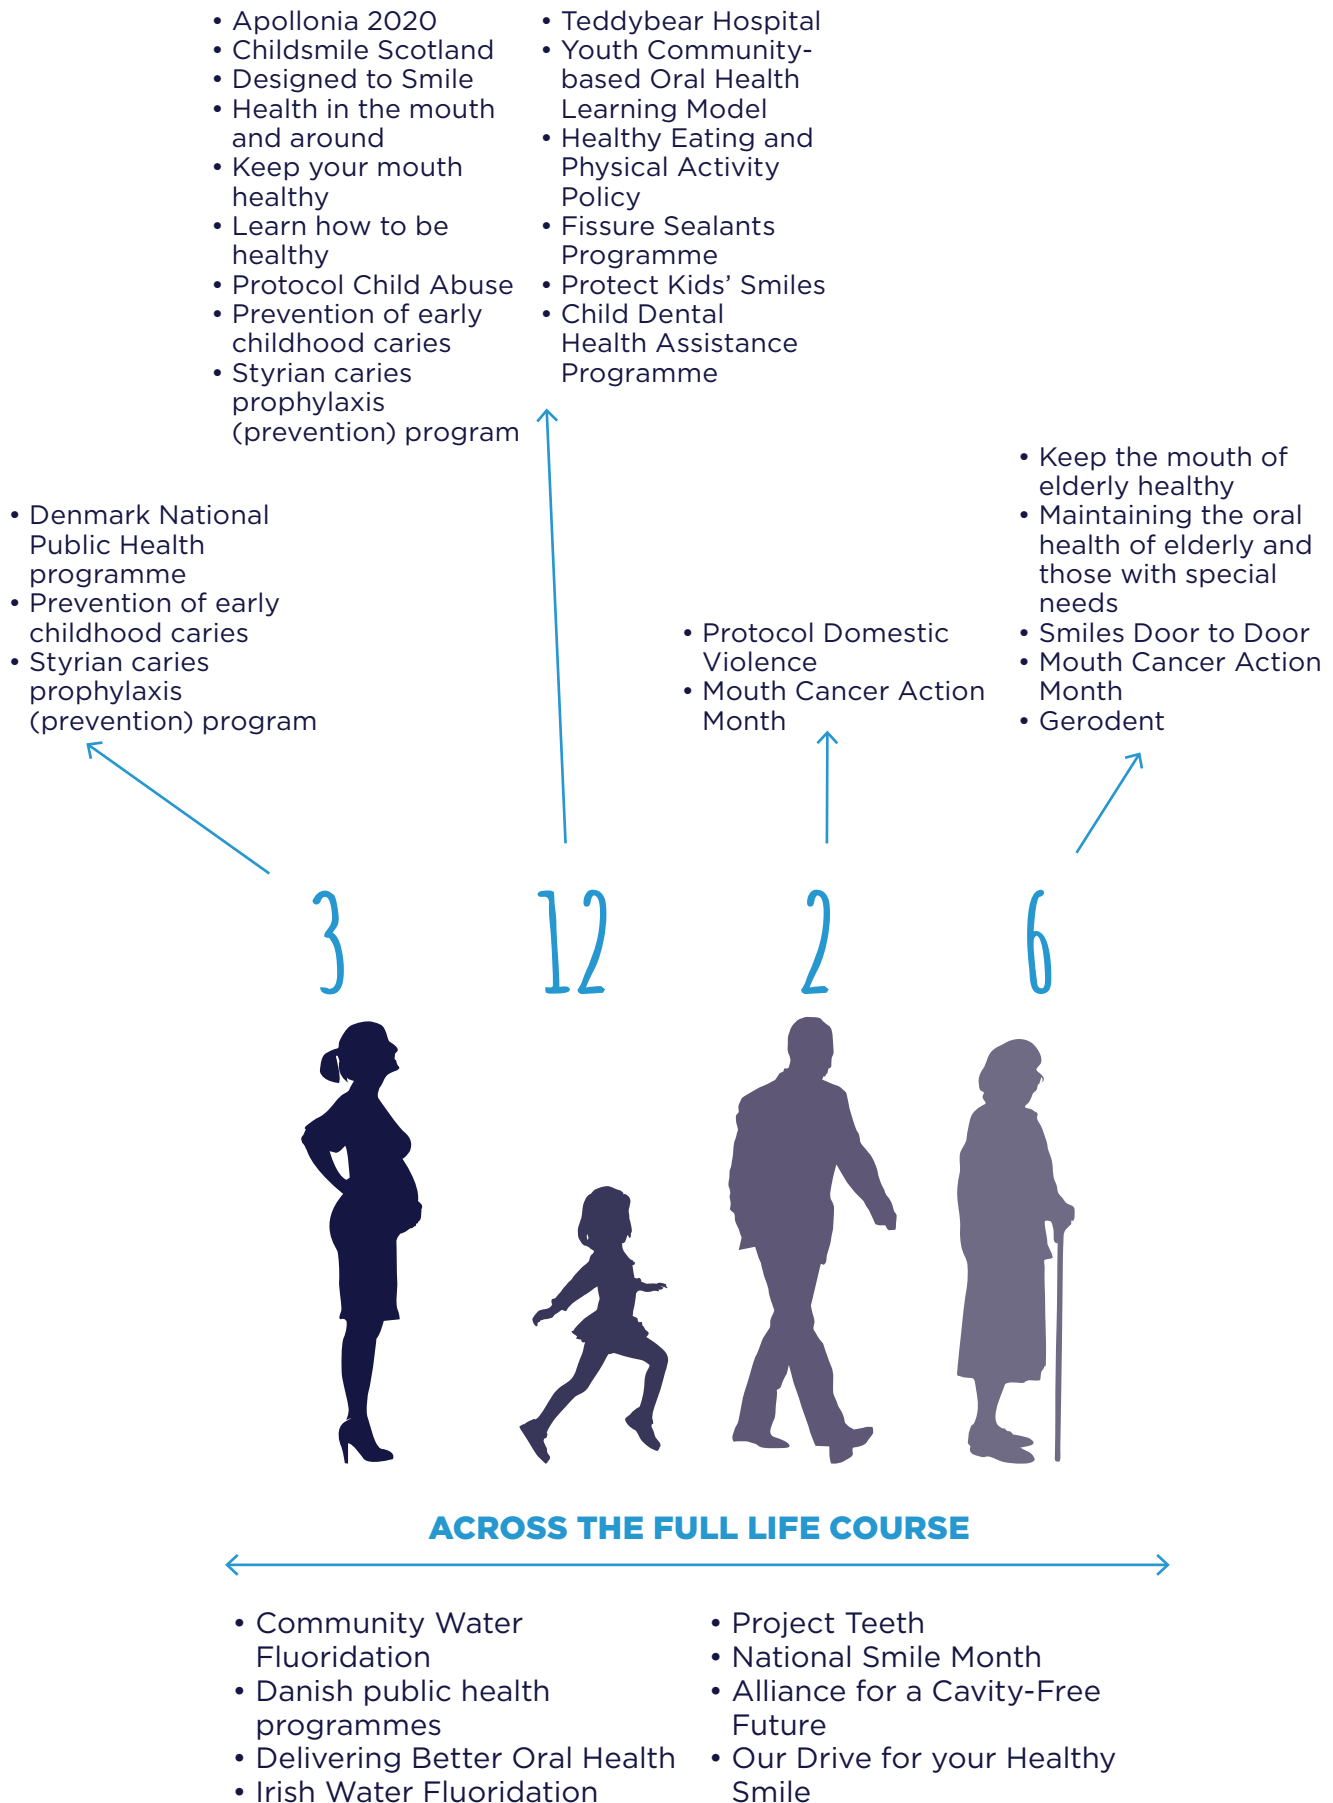 • Apollonia 2020
• Childsmile Scotland
• Designed to Smile
• Health in the mouth
and around
• Keep your mouth
healthy
• Learn how to be
healthy
• Protocol Child Abuse
• Prevention of early
childhood caries
• Styrian caries
prophylaxis
(prevention) program
• Teddybear Hospital
• Youth Community-
based Oral Health
Learning Model
• Healthy Eating and
Physical Activity
Policy
• Fissure Sealants
Programme
• Protect Kids’ Smiles
• Child Dental
Health Assistance
Programme
• Denmark National
Public Health
programme
• Prevention of early
childhood caries
• Styrian caries
prophylaxis
(prevention) program
• Protocol Domestic
Violence
• Mouth Cancer Action
Month
• Keep the mouth of
elderly healthy
• Maintaining the oral
health of elderly and
those with special
needs
• Smiles Door to Door
• Mouth Cancer Action
Month
• Gerodent
3
12
2
6
ACROSS THE FULL LIFE COURSE
• Community Water
Fluoridation
• Danish public health
programmes
• Delivering Better Oral Health
• Irish Water Fluoridation
• Project Teeth
• National Smile Month
• Alliance for a Cavity-Free
Future
• Our Drive for your Healthy
Smile